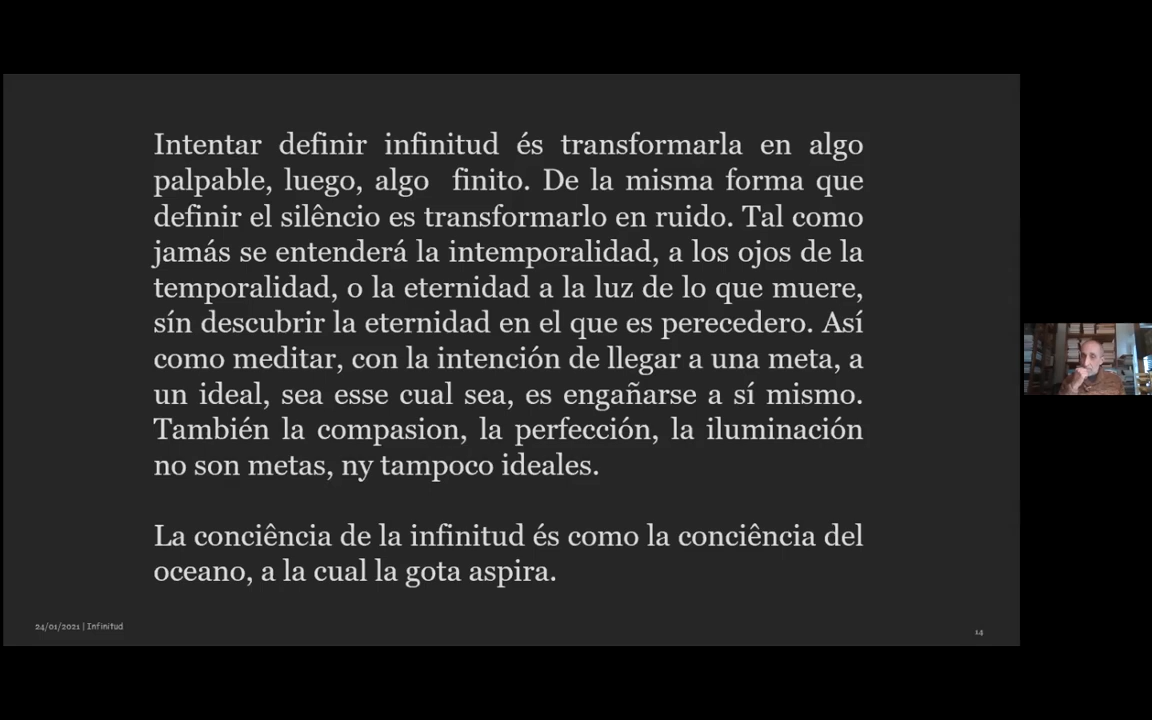 Intentar definir infinitud és transformarla en algo
palpable, luego, algo finito. De la misma forma que
definir el silêncio es transformarlo en ruido. Tal como
jamás se entenderá la intemporalidad, a los ojos de la
temporalidad, o la eternidad a la luz de lo que muere,
sín descubrir la eternidad en el que es perecedero. Así
como meditar, con la intención de llegar a una meta, a
un ideal, sea esse cual sea, es engañarse a sí mismo.
También la compasion, la perfección, la iluminación
no son metas, ny tampoco ideales.
La conciência de la infinitud és como la conciência del
oceano, a la cual la gota aspira.
24/01/2021 | Infinitud
14